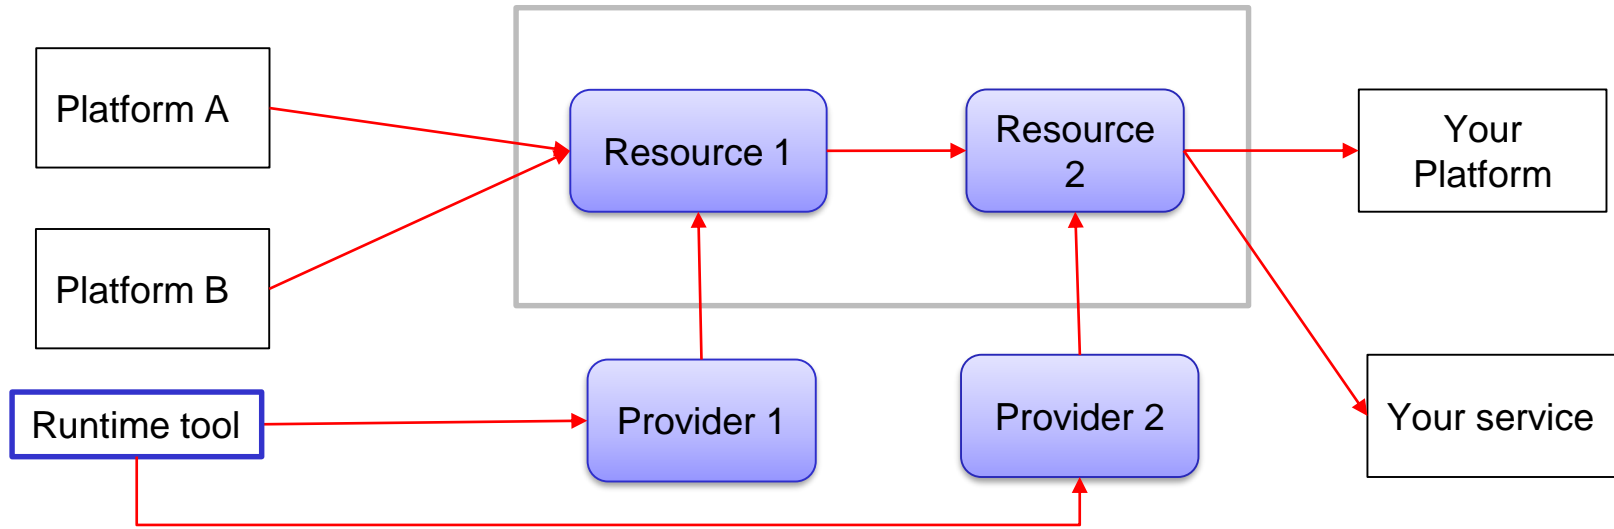 Platform A
Resource 1
Resource
2
Your
Platform
Platform B
Runtime tool
Provider 1
Provider 2
Your service